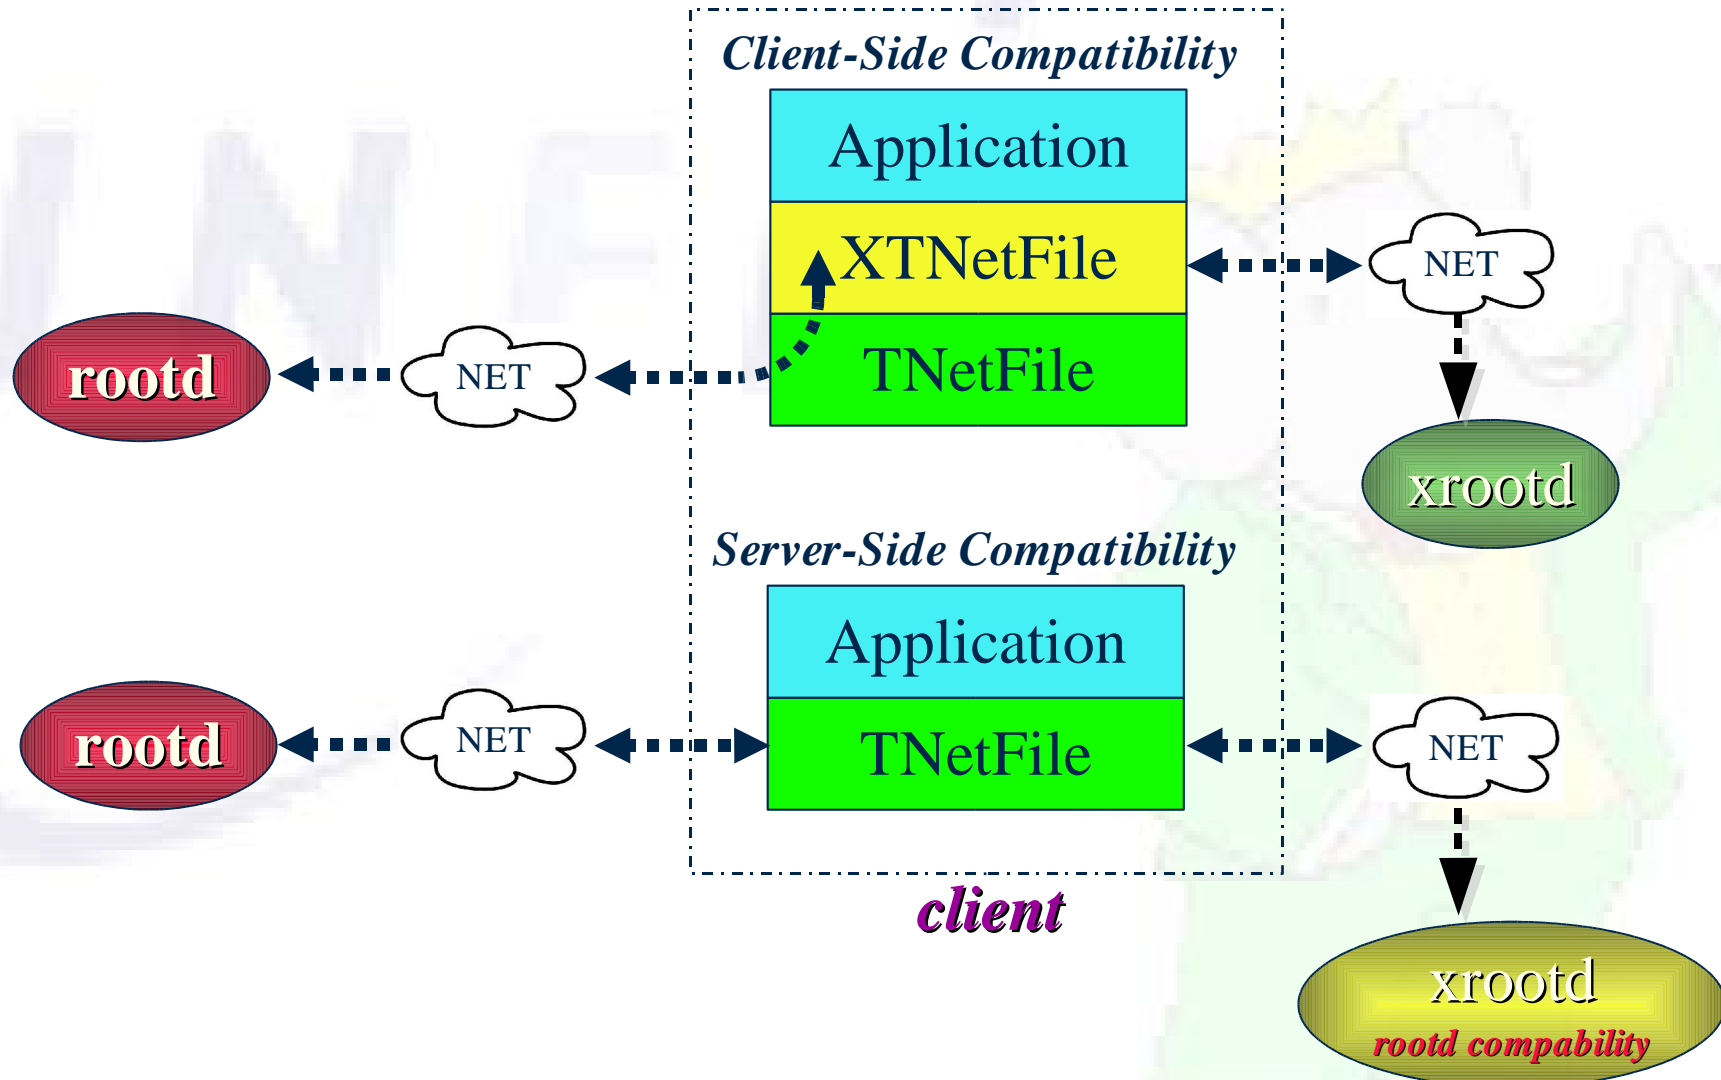 Client-Side Compatibility
Application
XTNetFile
TNetFile
NET
rootd
NET
xrootd
Server-Side Compatibility
Application
TNetFile
rootd
NET
NET
client
xrootd
rootd compability